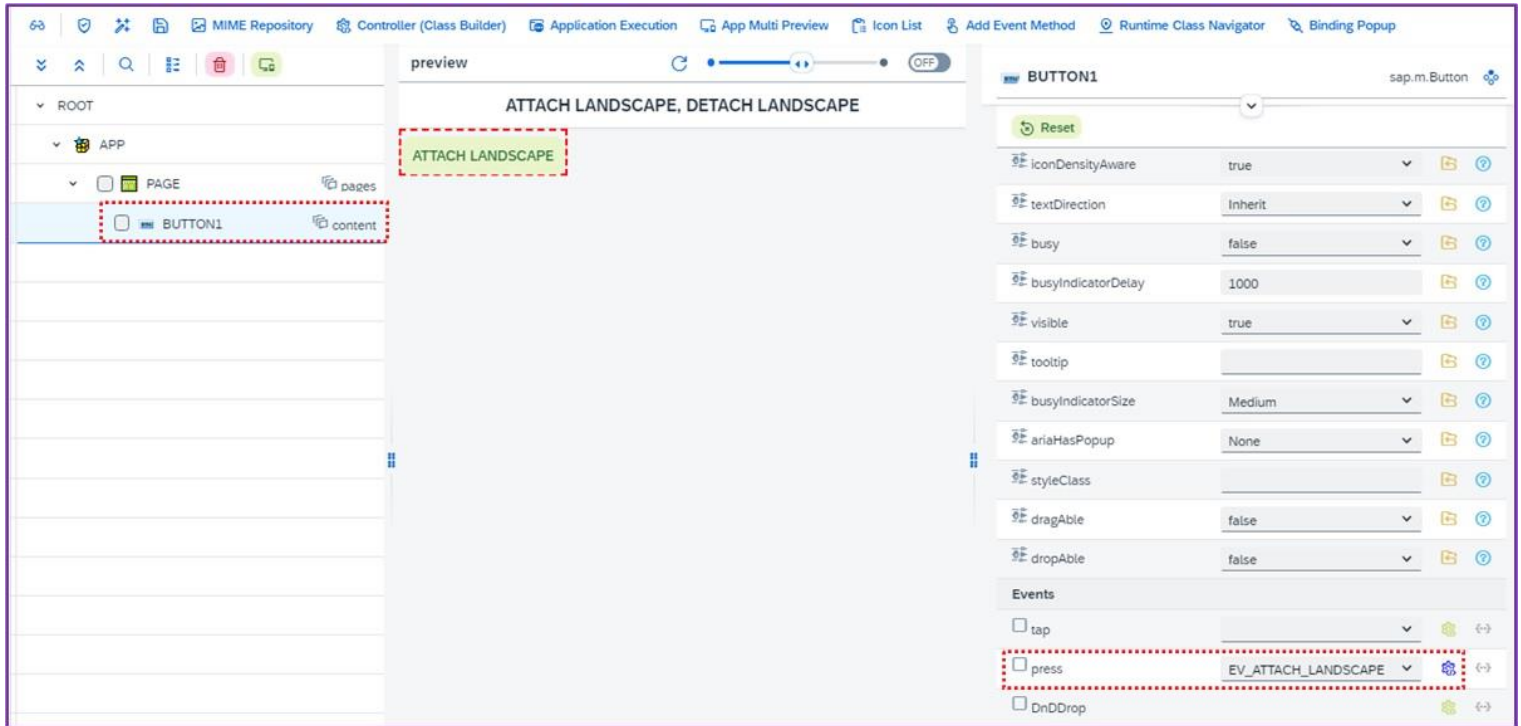 MIME Repository Controller (Class Builder) Application Execution App Multi Preview Icon List Add Event Method Runtime Class Navigator Binding Popup
preview OFF
ROOT
APP
PAGE pages
BUTTON1 content
ATTACH LANDSCAPE, DETACH LANDSCAPE
ATTACH LANDSCAPE
BUTTON1 sap.m.Button
Reset
iconDensityAware true
textDirection Inherit
busy false
busyIndicatorDelay 1000
visible true
tooltip
busyIndicatorSize Medium
ariaHasPopup None
styleClass
dragAble false
dropAble false
Events
tap
press EV_ATTACH_LANDSCAPE
DnDDrop